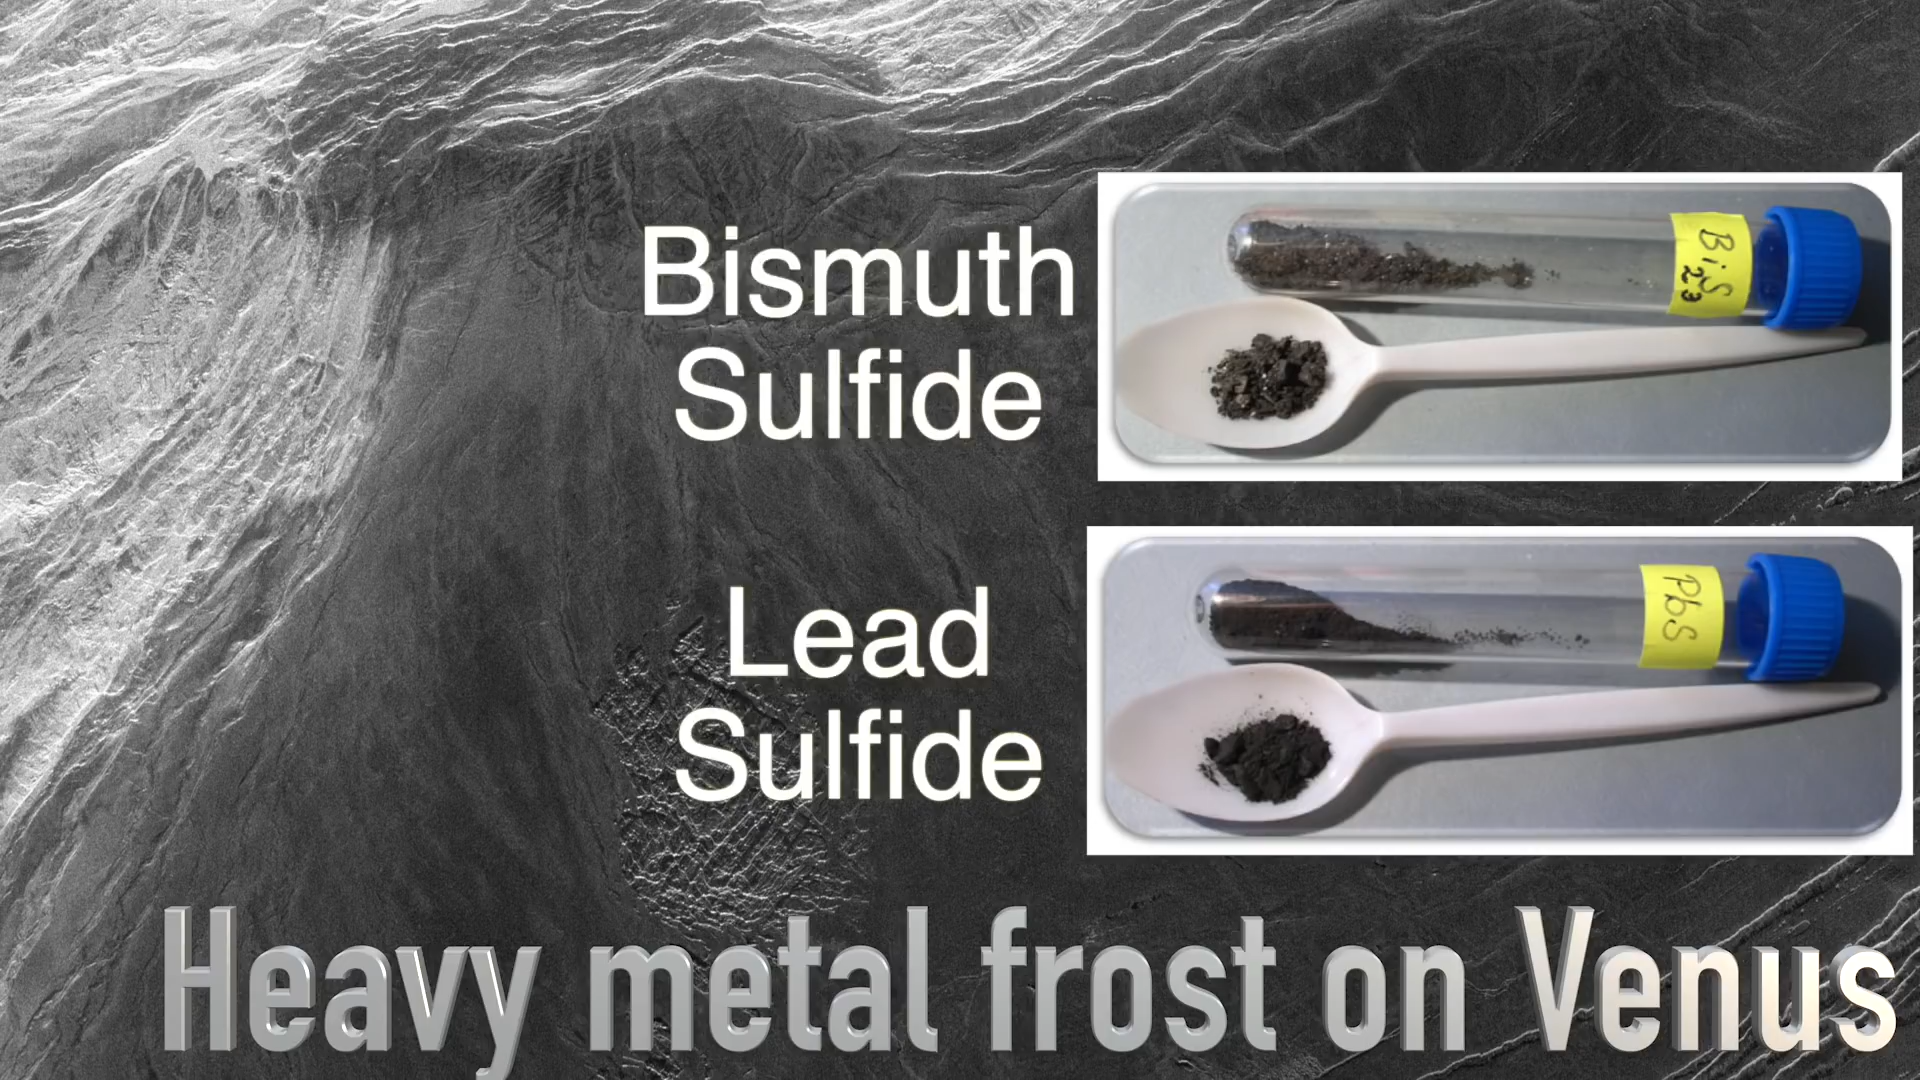 Bismuth
Sulfide
Bi₂S₃
Lead
Sulfide
PbS
Heavy metal frost on Venus